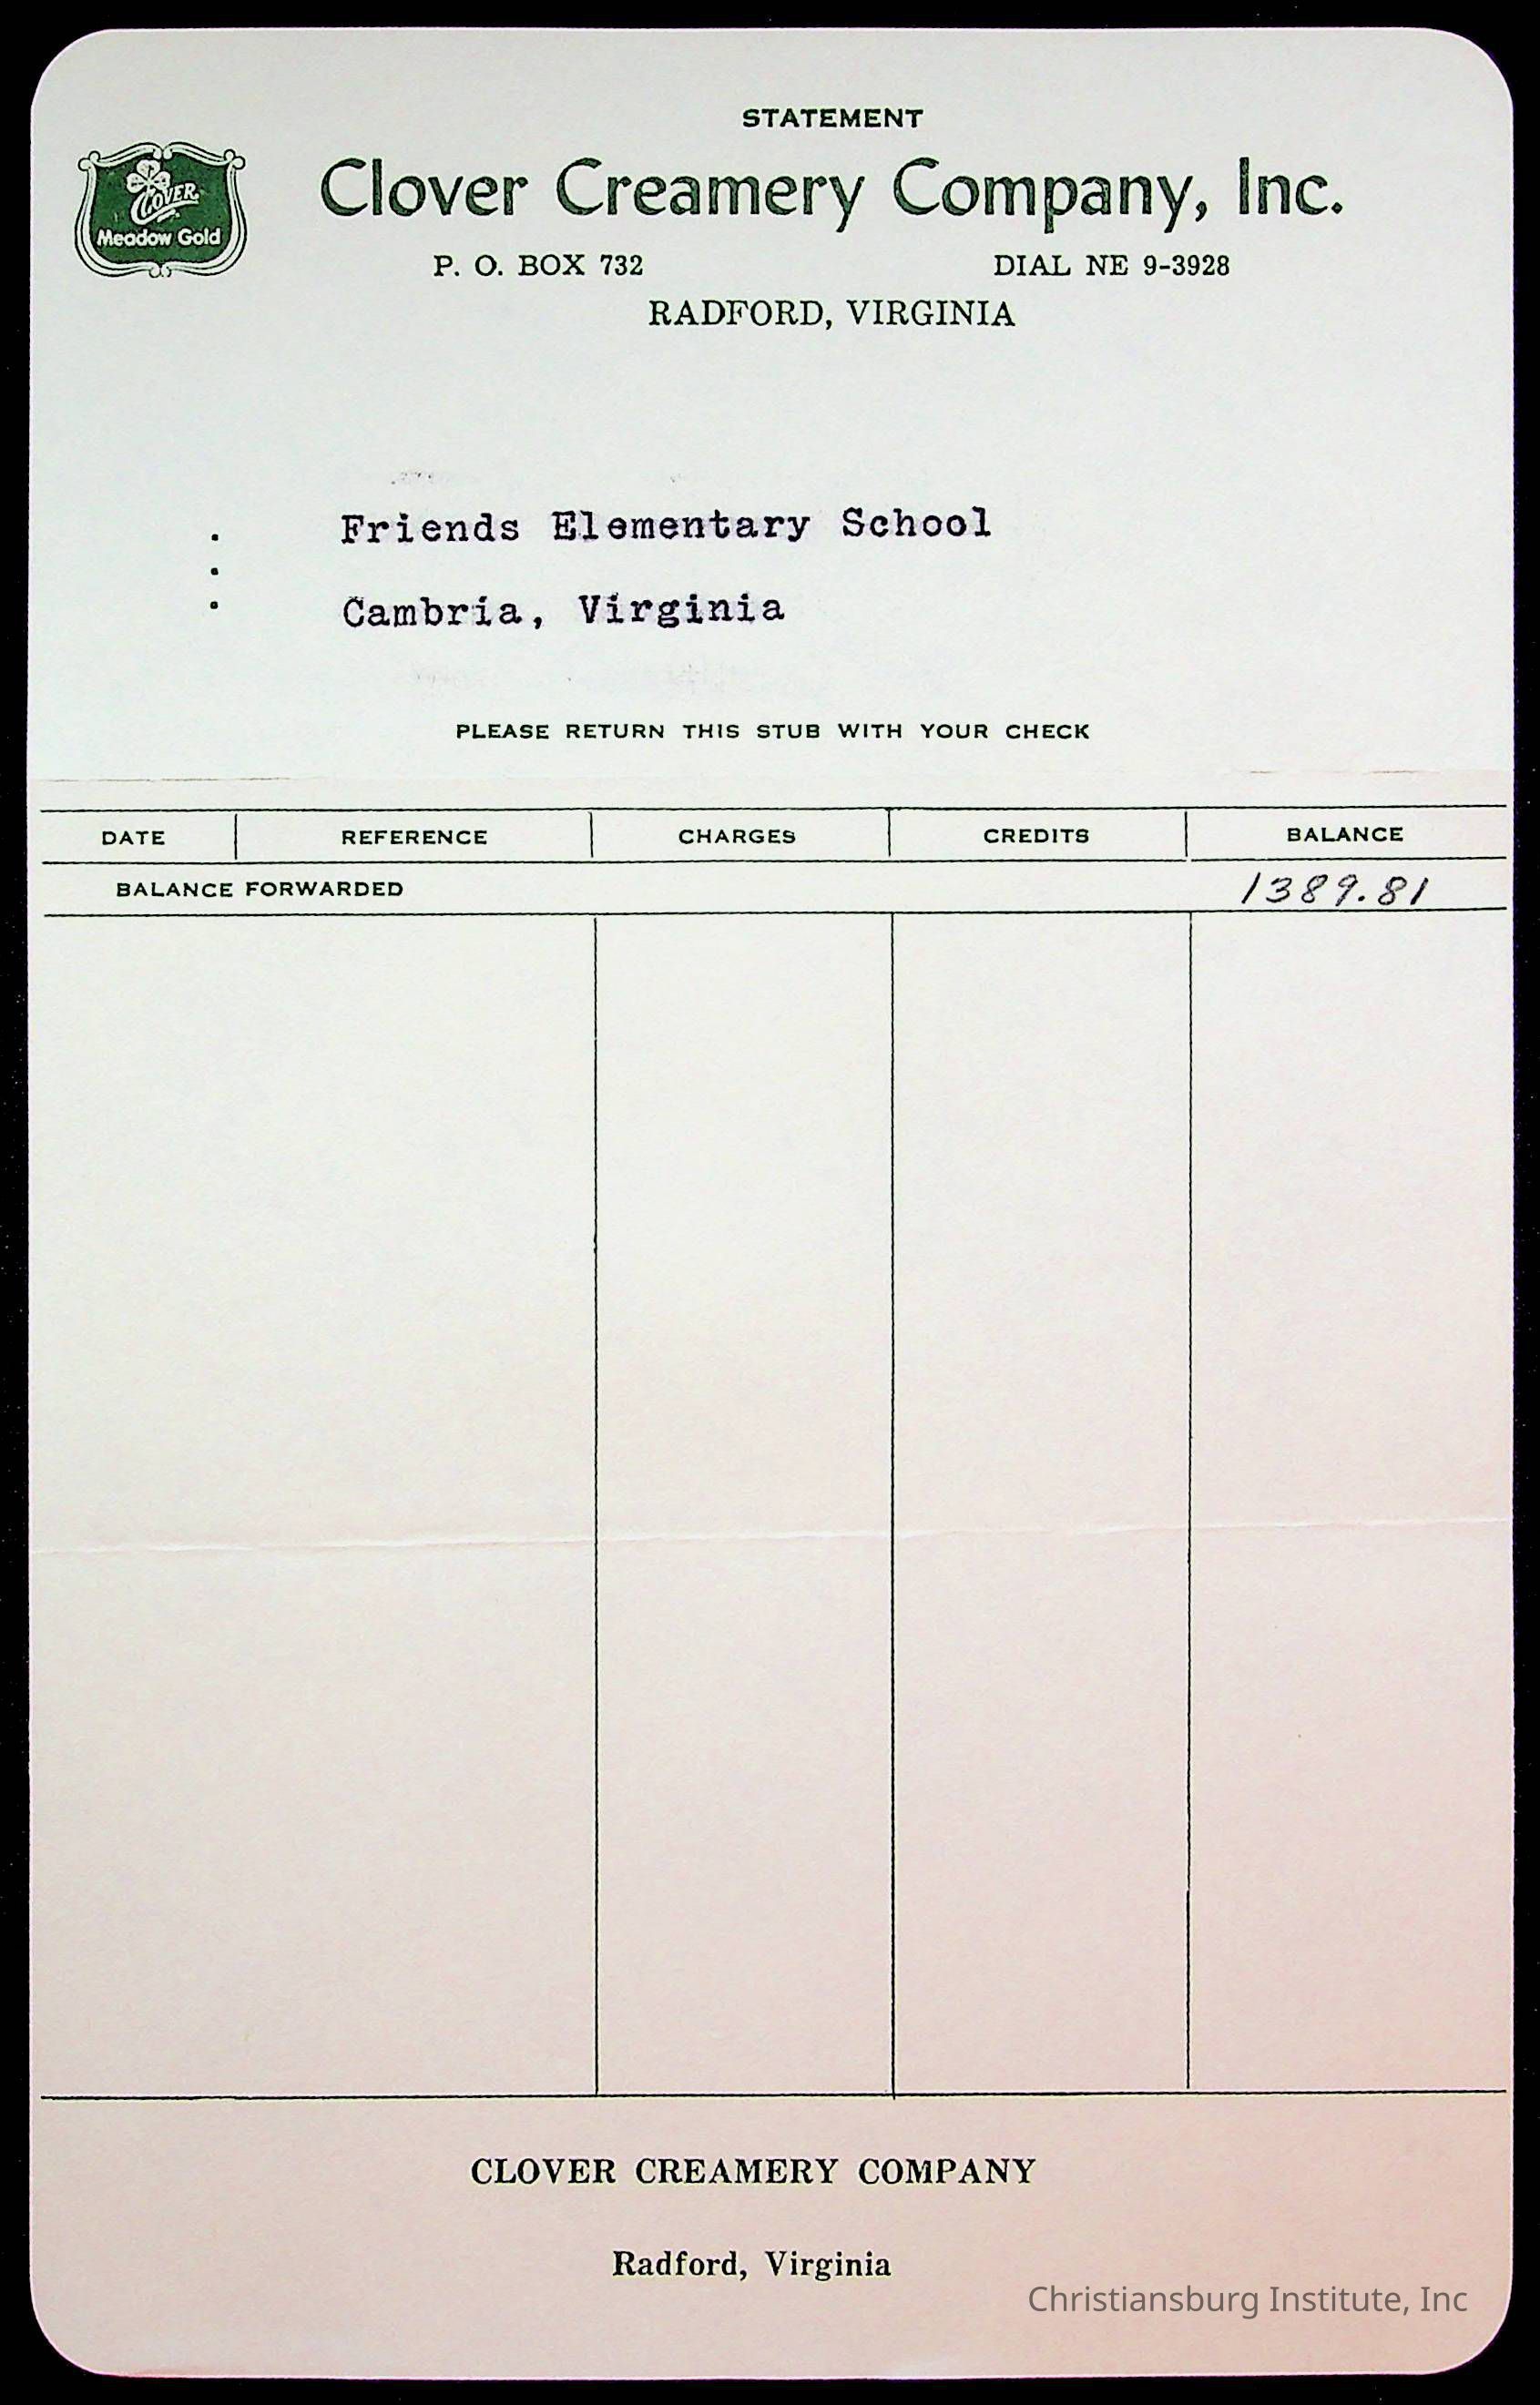 STATEMENT
CLOVER
Meadow Gold
Clover Creamery Company, Inc.
P. O. BOX 732 DIAL NE 9-3928
RADFORD, VIRGINIA
Friends Elementary School
Cambria, Virginia
PLEASE RETURN THIS STUB WITH YOUR CHECK
DATE REFERENCE CHARGES CREDITS BALANCE
BALANCE FORWARDED 1389.81
CLOVER CREAMERY COMPANY
Radford, Virginia
Christiansburg Institute, Inc